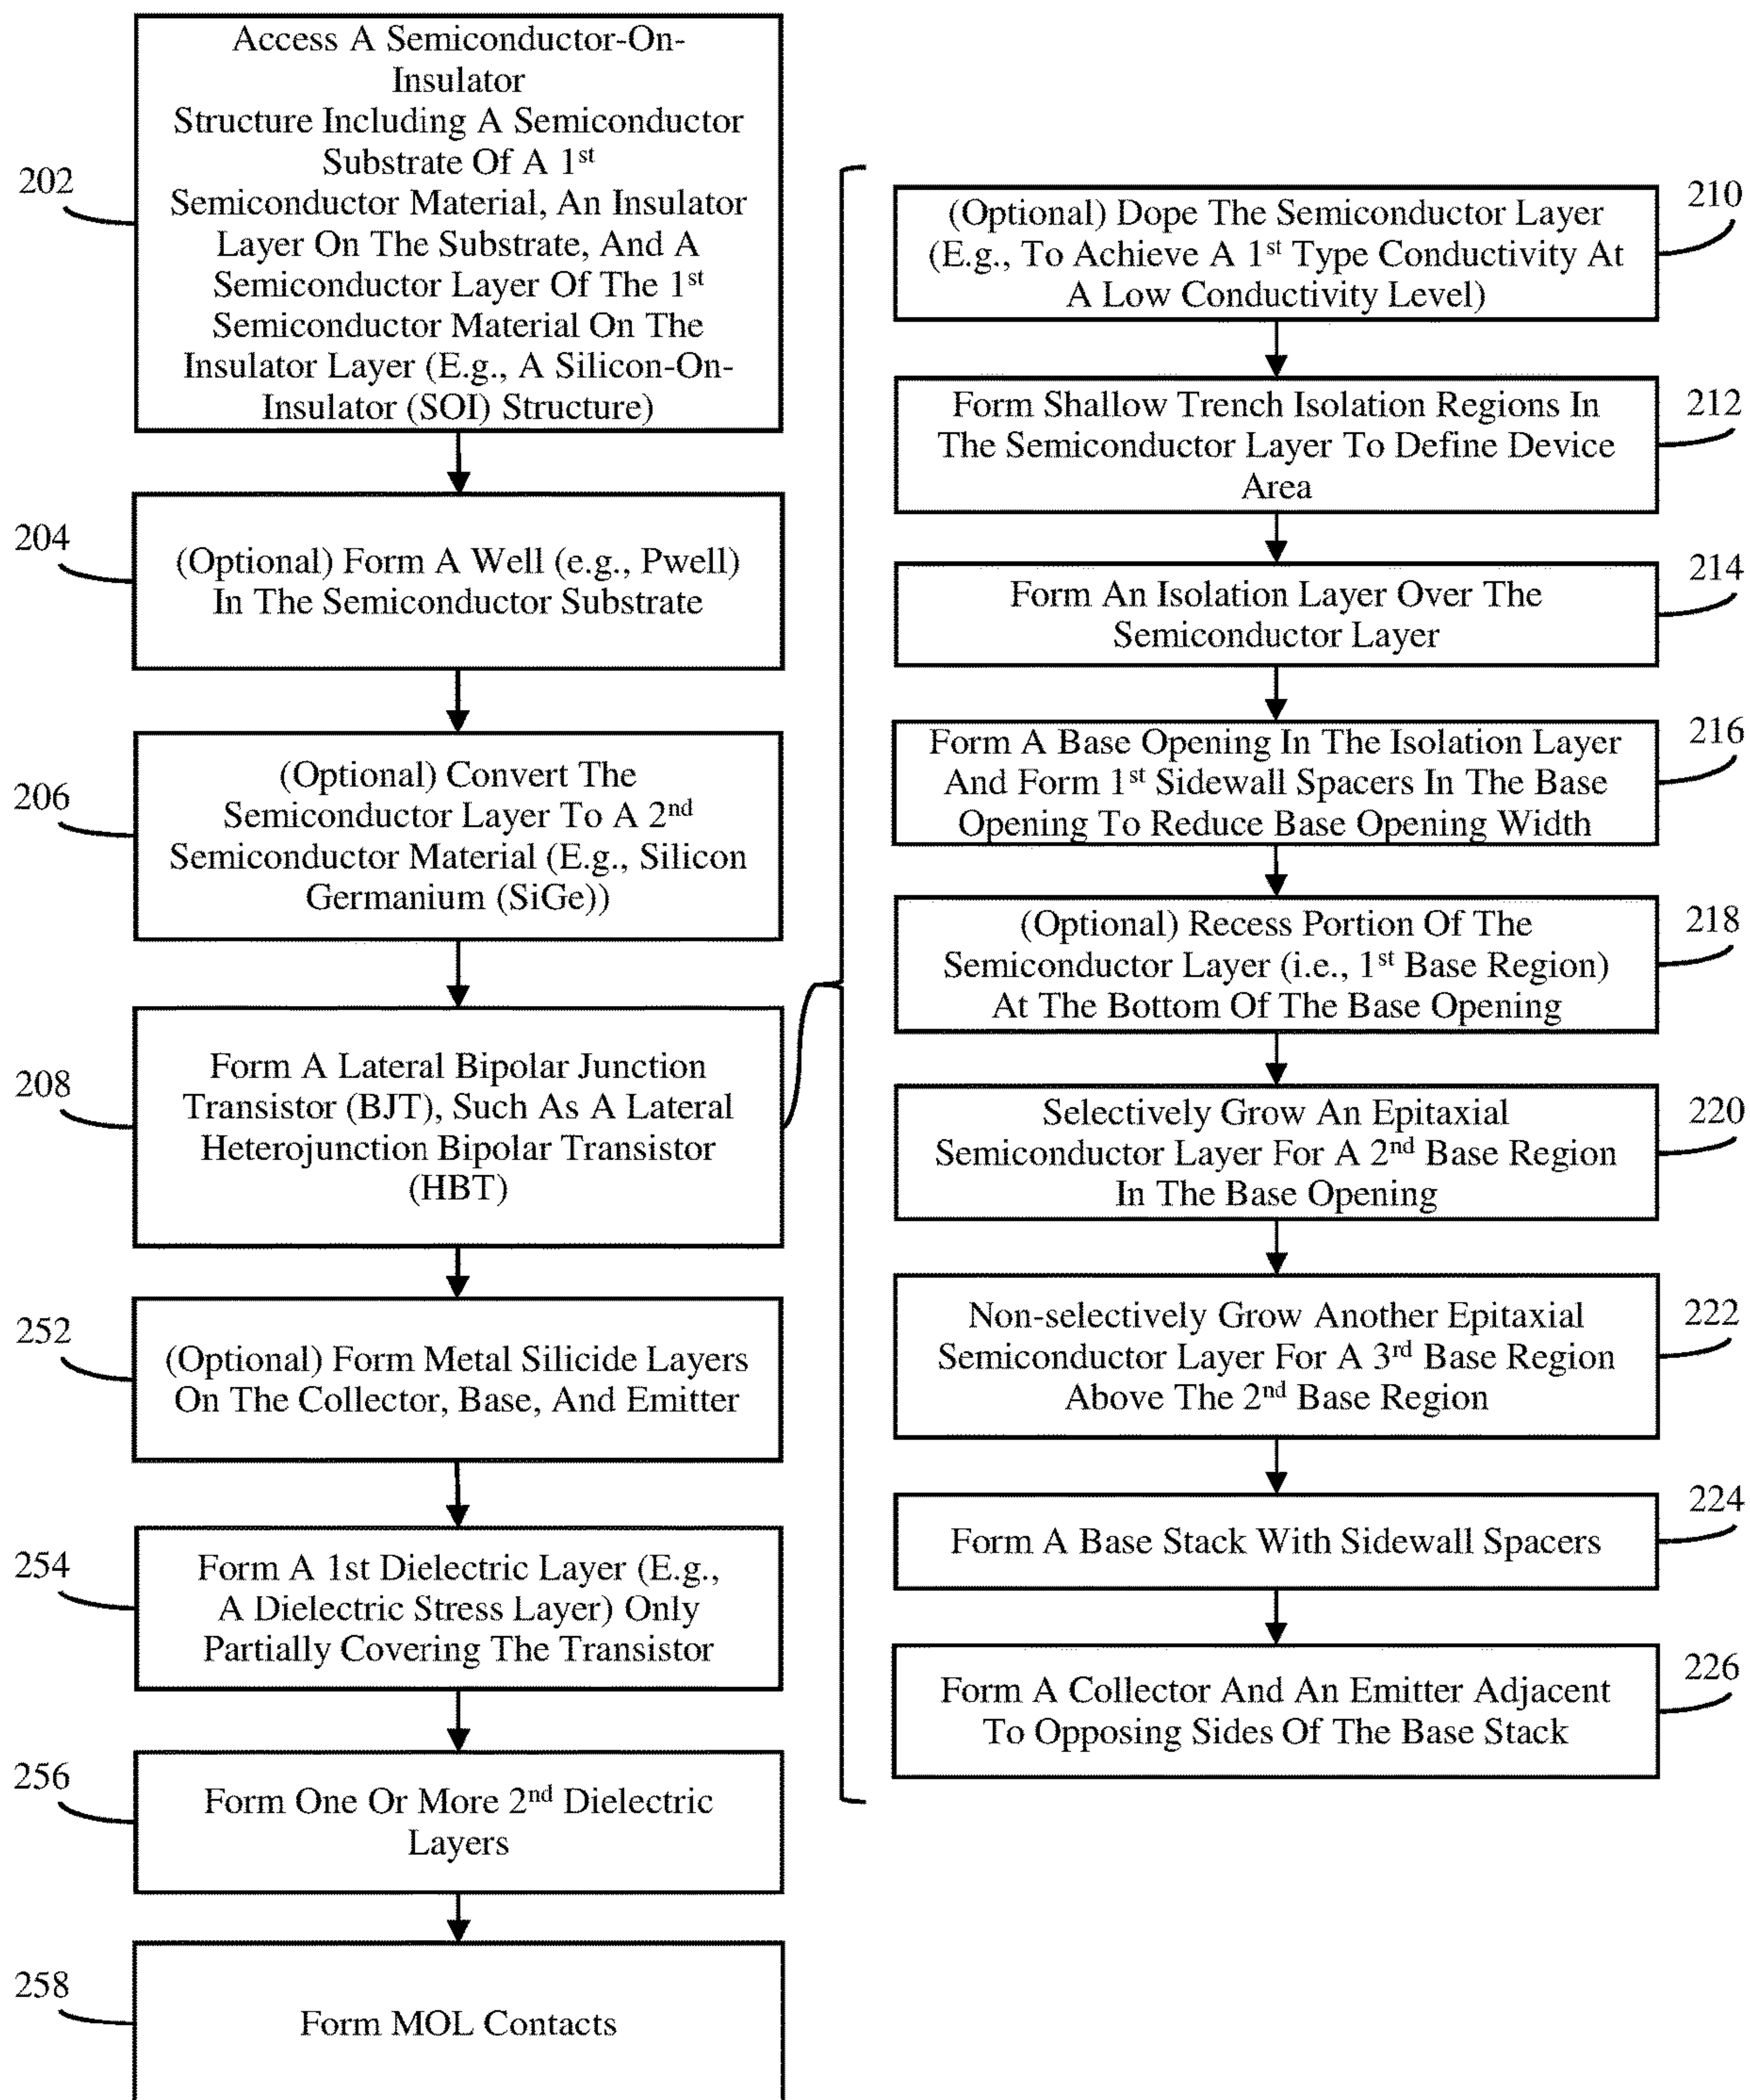 202
Access A Semiconductor-On-
Insulator
Structure Including A Semiconductor
Substrate Of A 1st
Semiconductor Material, An Insulator
Layer On The Substrate, And A
Semiconductor Layer Of The 1st
Semiconductor Material On The
Insulator Layer (E.g., A Silicon-On-
Insulator (SOI) Structure)
204
(Optional) Form A Well (e.g., Pwell)
In The Semiconductor Substrate
206
(Optional) Convert The
Semiconductor Layer To A 2nd
Semiconductor Material (E.g., Silicon
Germanium (SiGe))
208
Form A Lateral Bipolar Junction
Transistor (BJT), Such As A Lateral
Heterojunction Bipolar Transistor
(HBT)
252
(Optional) Form Metal Silicide Layers
On The Collector, Base, And Emitter
254
Form A 1st Dielectric Layer (E.g.,
A Dielectric Stress Layer) Only
Partially Covering The Transistor
256
Form One Or More 2nd Dielectric
Layers
258
Form MOL Contacts
210
(Optional) Dope The Semiconductor Layer
(E.g., To Achieve A 1st Type Conductivity At
A Low Conductivity Level)
212
Form Shallow Trench Isolation Regions In
The Semiconductor Layer To Define Device
Area
214
Form An Isolation Layer Over The
Semiconductor Layer
216
Form A Base Opening In The Isolation Layer
And Form 1st Sidewall Spacers In The Base
Opening To Reduce Base Opening Width
218
(Optional) Recess Portion Of The
Semiconductor Layer (i.e., 1st Base Region)
At The Bottom Of The Base Opening
220
Selectively Grow An Epitaxial
Semiconductor Layer For A 2nd Base Region
In The Base Opening
222
Non-selectively Grow Another Epitaxial
Semiconductor Layer For A 3rd Base Region
Above The 2nd Base Region
224
Form A Base Stack With Sidewall Spacers
226
Form A Collector And An Emitter Adjacent
To Opposing Sides Of The Base Stack